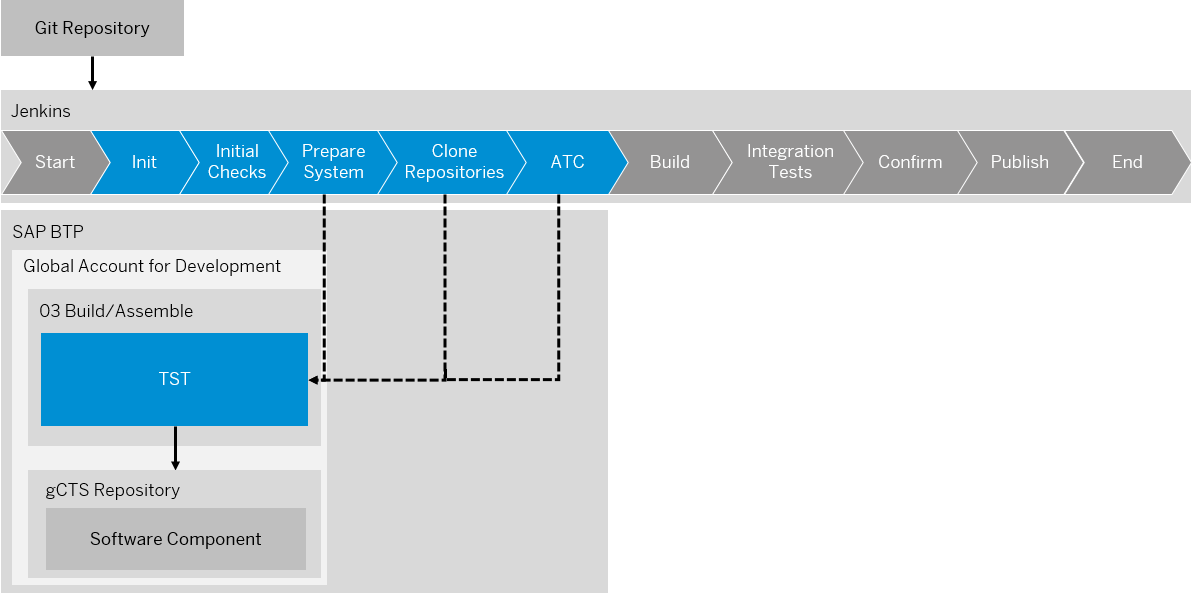 Git Repository
Jenkins
Start
Init
Initial
Checks
Prepare
System
Clone
Repositories
ATC
Build
Integration
Tests
Confirm
Publish
End
SAP BTP
Global Account for Development
03 Build/Assemble
TST
gCTS Repository
Software Component